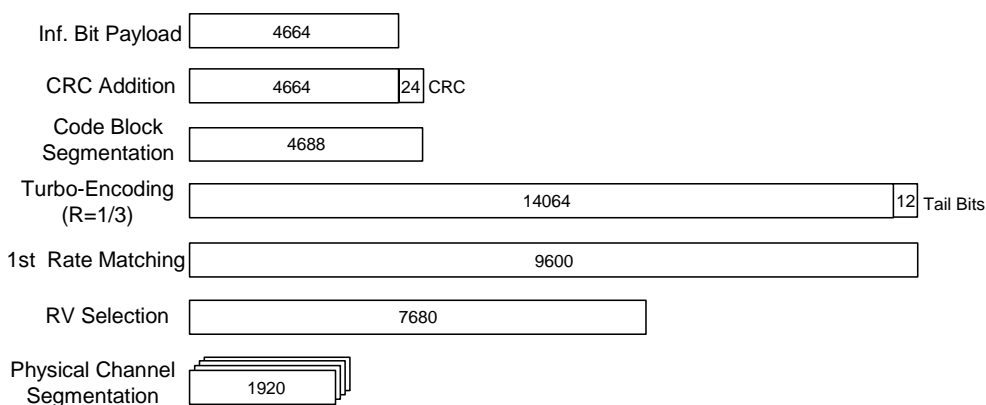 Inf. Bit Payload 4664
CRC Addition 4664 24 CRC
Code Block
Segmentation 4688
Turbo-Encoding
(R=1/3) 14064 12 Tail Bits
1st Rate Matching 9600
RV Selection 7680
Physical Channel
Segmentation 1920